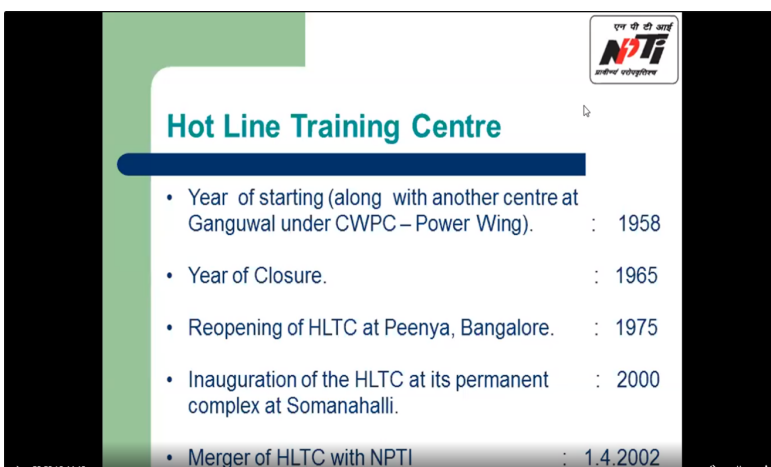 एन पी टी आई
NPTi
प्रावीण्यं परोपवृत्तिश्च
Hot Line Training Centre
• Year of starting (along with another centre at
Ganguwal under CWPC – Power Wing). : 1958
• Year of Closure. : 1965
• Reopening of HLTC at Peenya, Bangalore. : 1975
• Inauguration of the HLTC at its permanent : 2000
complex at Somanahalli.
• Merger of HLTC with NPTI : 1.4.2002